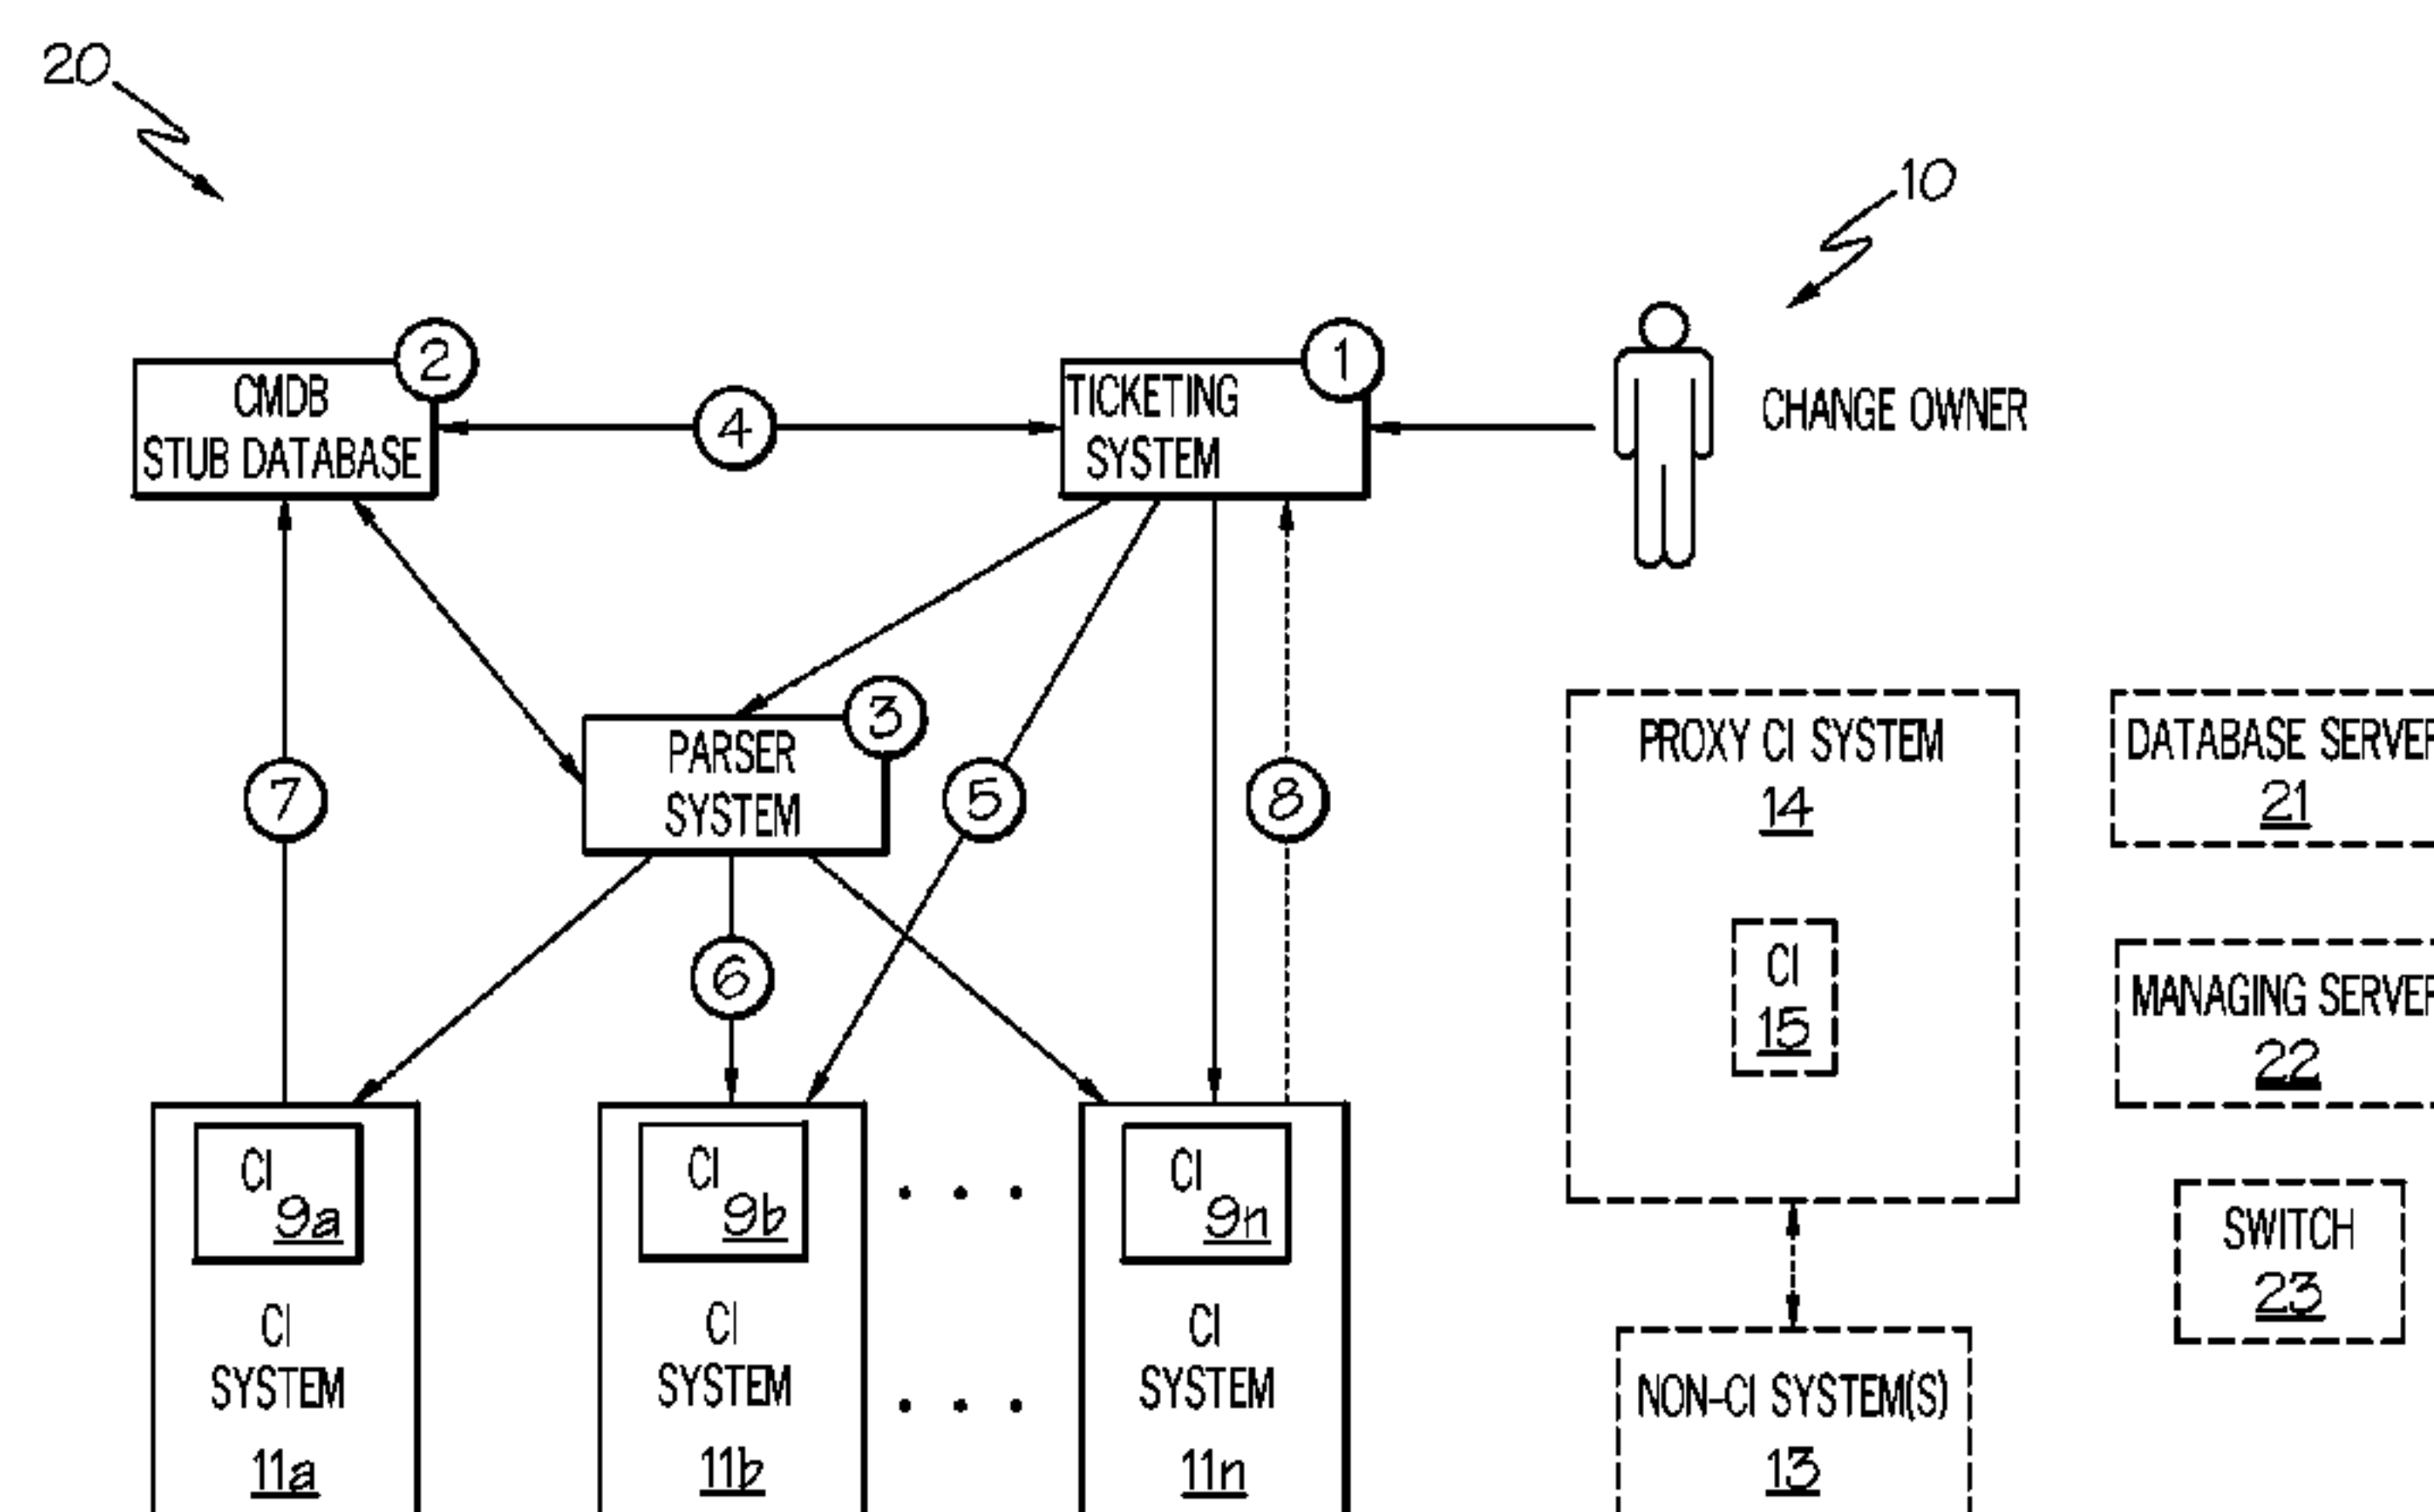 20
10
2
1
CMDB
STUB DATABASE
4
TICKETING
SYSTEM
CHANGE OWNER
3
PARSER
SYSTEM
7
5
8
6
PROXY CI SYSTEM
14
CI
15
DATABASE SERVER
21
MANAGING SERVER
22
SWITCH
23
CI
9a
CI
SYSTEM
11a
CI
9b
CI
SYSTEM
11b
. . .
. . .
CI
9n
CI
SYSTEM
11n
NON-CI SYSTEM(S)
13